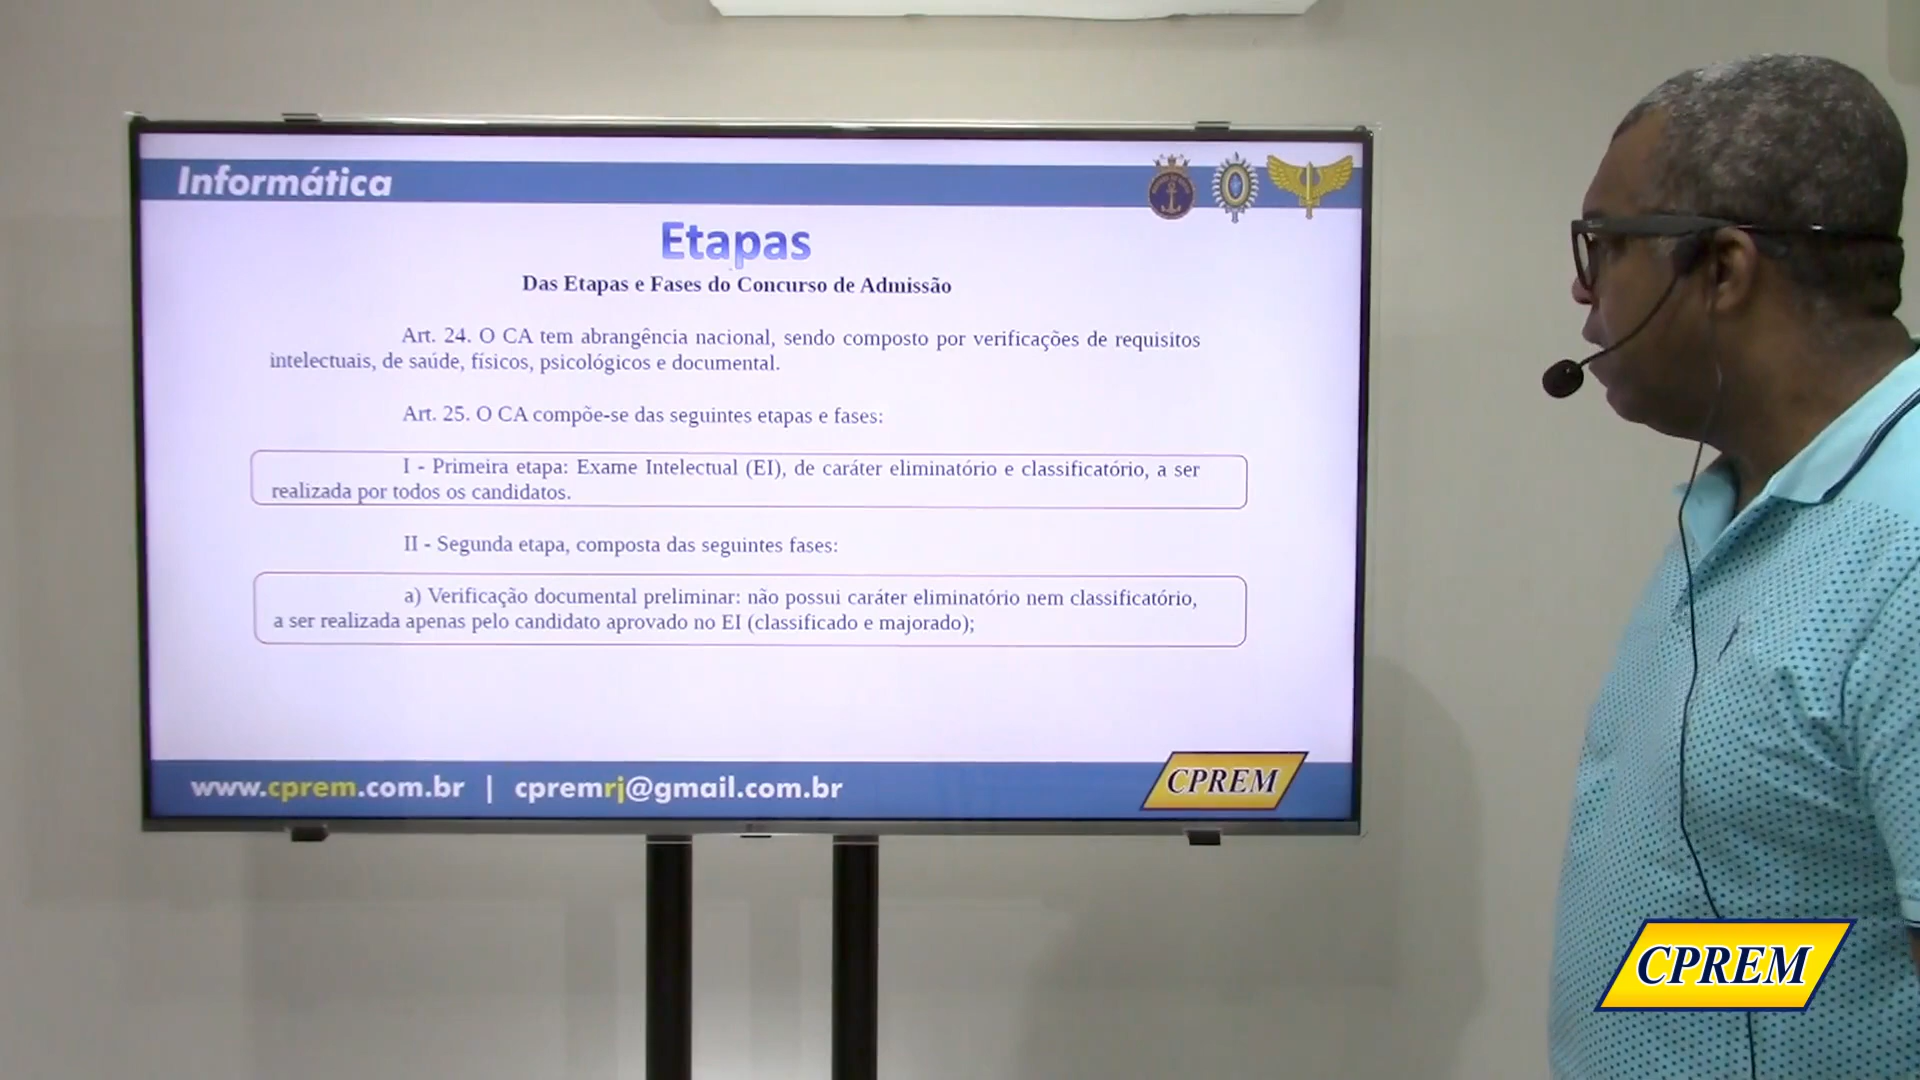 Informática
Etapas
Das Etapas e Fases do Concurso de Admissão
Art. 24. O CA tem abrangência nacional, sendo composto por verificações de requisitos
intelectuais, de saúde, físicos, psicológicos e documental.
Art. 25. O CA compõe-se das seguintes etapas e fases:
I - Primeira etapa: Exame Intelectual (EI), de caráter eliminatório e classificatório, a ser
realizada por todos os candidatos.
II - Segunda etapa, composta das seguintes fases:
a) Verificação documental preliminar: não possui caráter eliminatório nem classificatório,
a ser realizada apenas pelo candidato aprovado no EI (classificado e majorado);
www.cprem.com.br | cpremrj@gmail.com.br
CPREM
CPREM